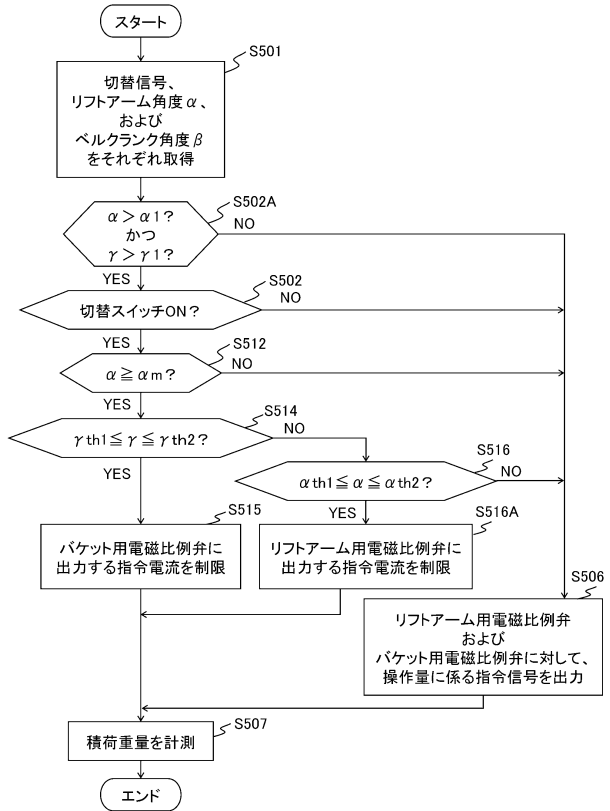 スタート
S501
切替信号、
リフトアーム角度α、
および
ベルクランク角度β
をそれぞれ取得
S502A
α＞α1？
かつ
γ＞γ1？
NO
YES
S502
切替スイッチON？
NO
YES
S512
α≧αm？
NO
YES
S514
γth1≦γ≦γth2？
NO
YES
S516
αth1≦α≦αth2？
NO
YES
S515
バケット用電磁比例弁に
出力する指令電流を制限
S516A
リフトアーム用電磁比例弁に
出力する指令電流を制限
S506
リフトアーム用電磁比例弁
および
バケット用電磁比例弁に対して、
操作量に係る指令信号を出力
S507
積荷重量を計測
エンド